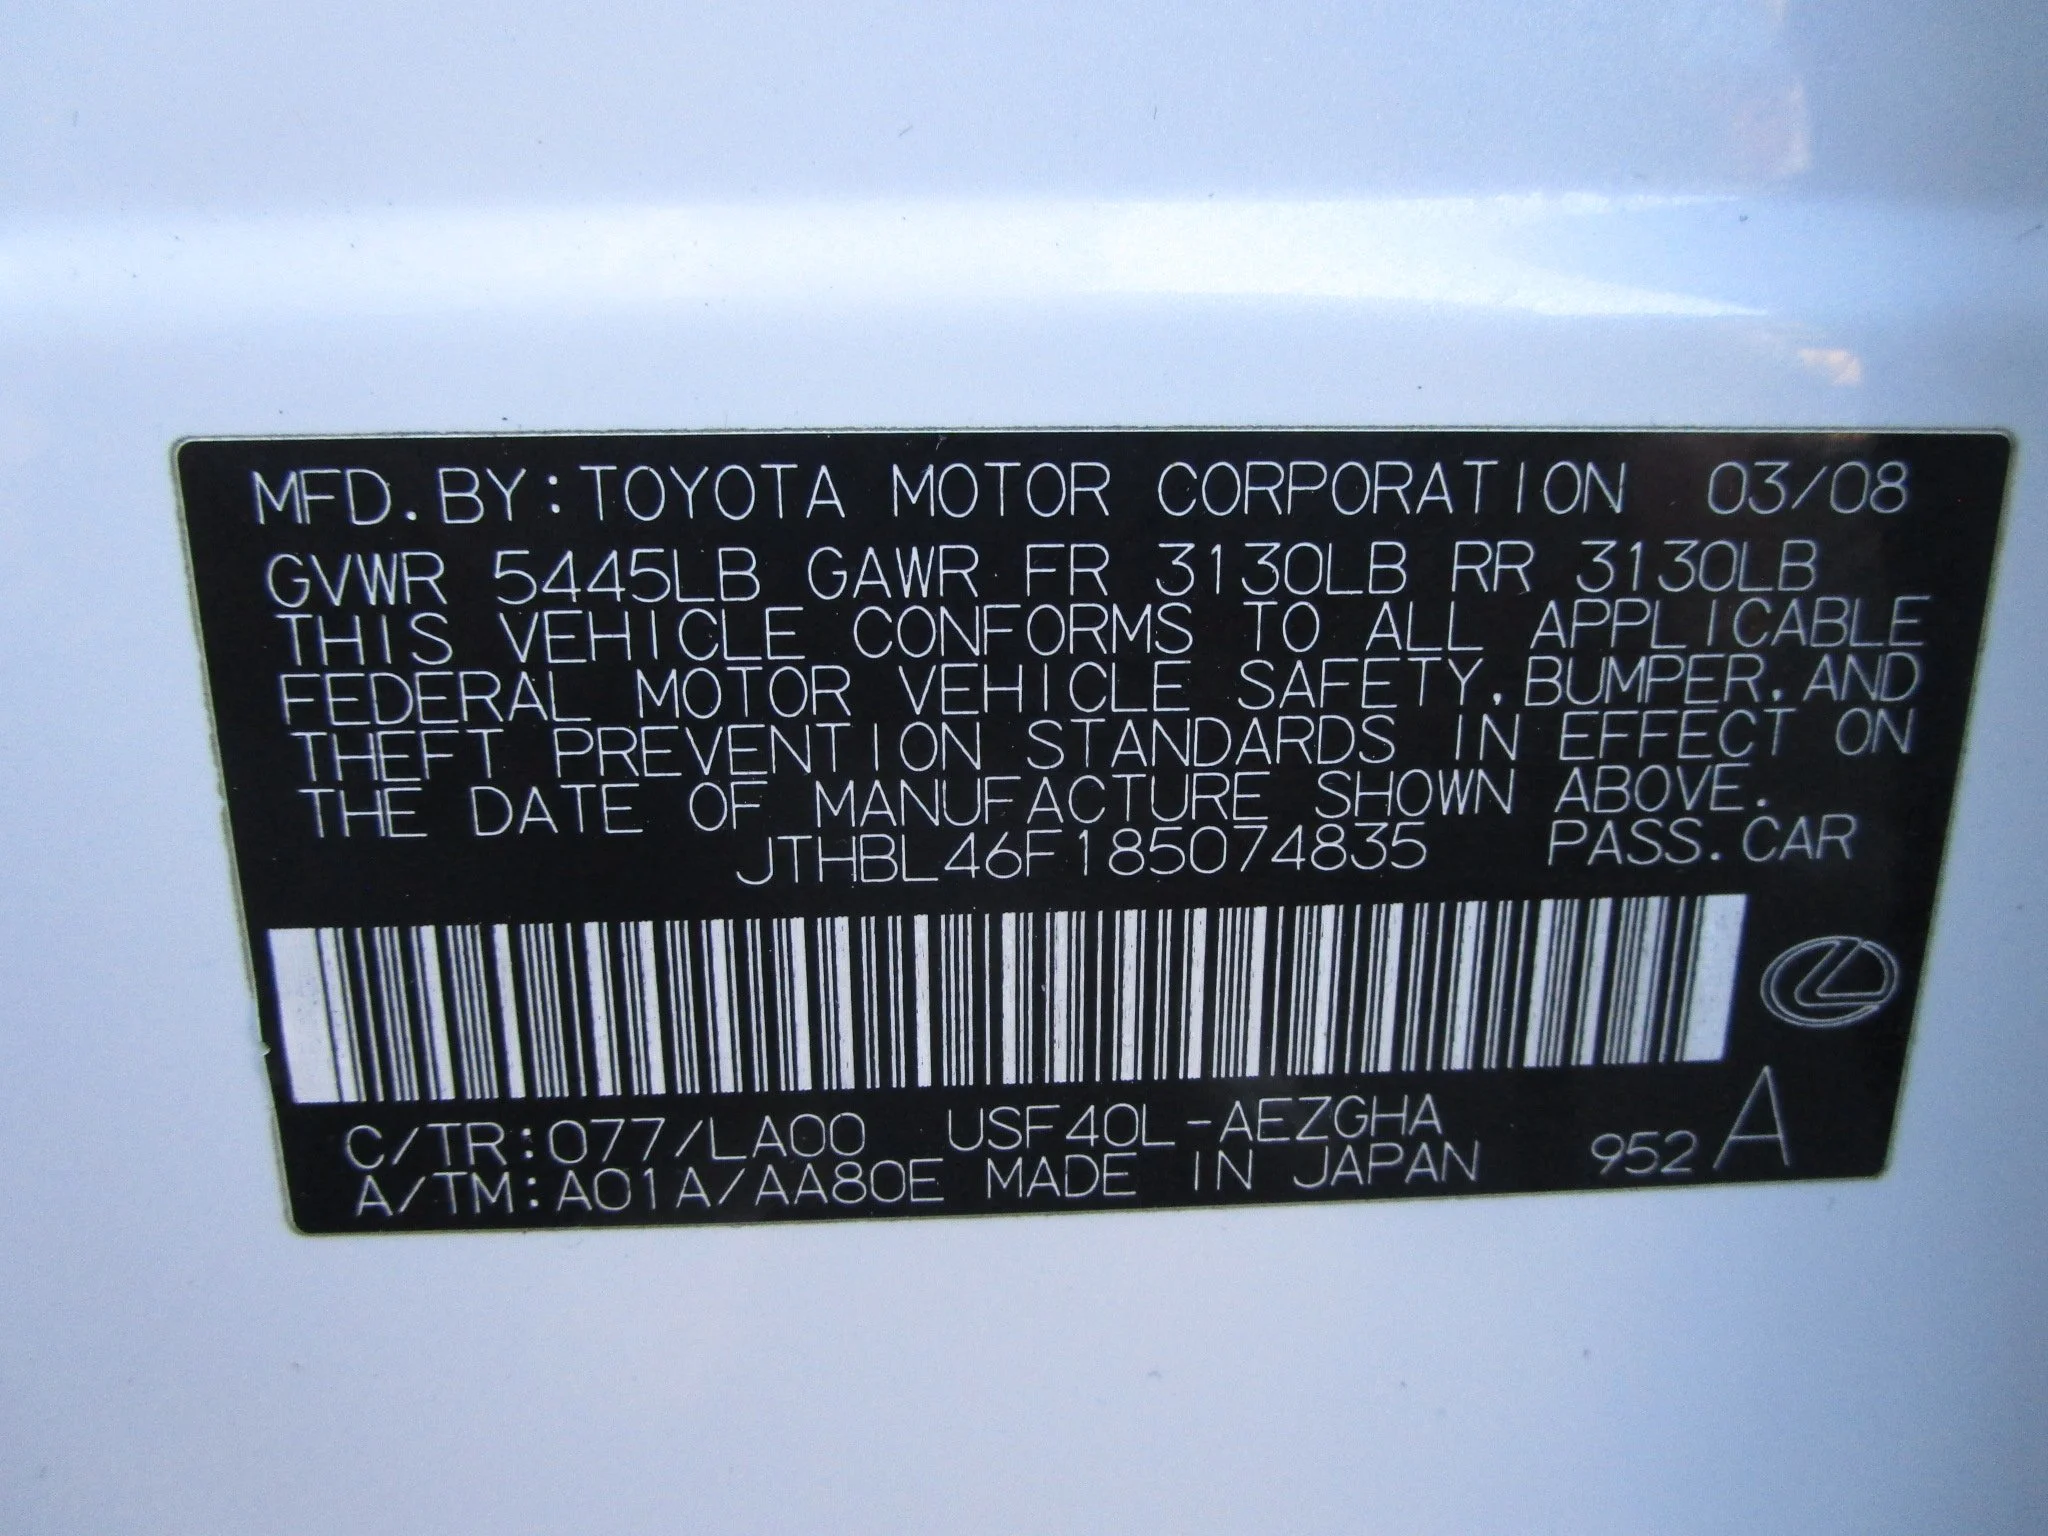 MFD. BY: TOYOTA MOTOR CORPORATION 03/08
GVWR 5445LB GAWR FR 3130LB RR 3130LB
THIS VEHICLE CONFORMS TO ALL APPLICABLE
FEDERAL MOTOR VEHICLE SAFETY, BUMPER, AND
THEFT PREVENTION STANDARDS IN EFFECT ON
THE DATE OF MANUFACTURE SHOWN ABOVE.
JTHBL46F185074835 PASS. CAR
C/TR: 077/LA00 USF40L-AEZGHA
A/TM: A01A/AA80E MADE IN JAPAN 952 A